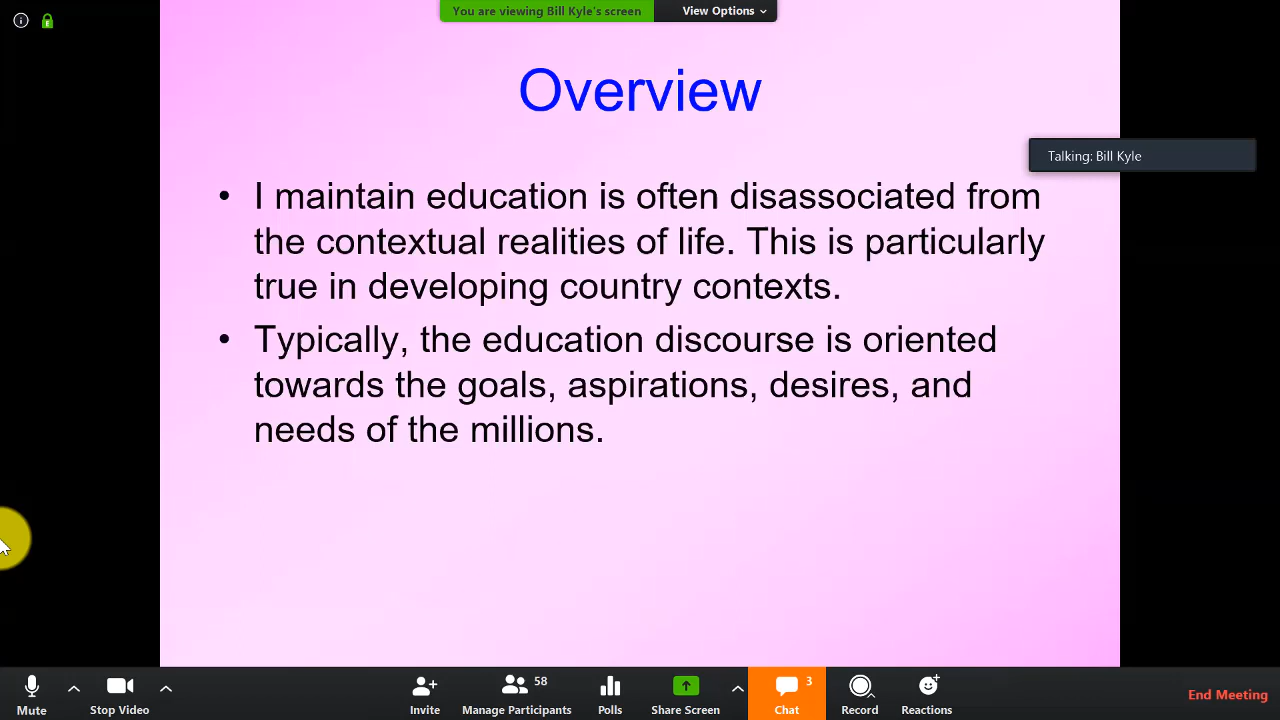 You are viewing Bill Kyle's screen
View Options
Overview
Talking: Bill Kyle
• I maintain education is often disassociated from
the contextual realities of life. This is particularly
true in developing country contexts.
• Typically, the education discourse is oriented
towards the goals, aspirations, desires, and
needs of the millions.
Mute
Stop Video
Invite
58
Manage Participants
Polls
Share Screen
3
Chat
Record
Reactions
End Meeting